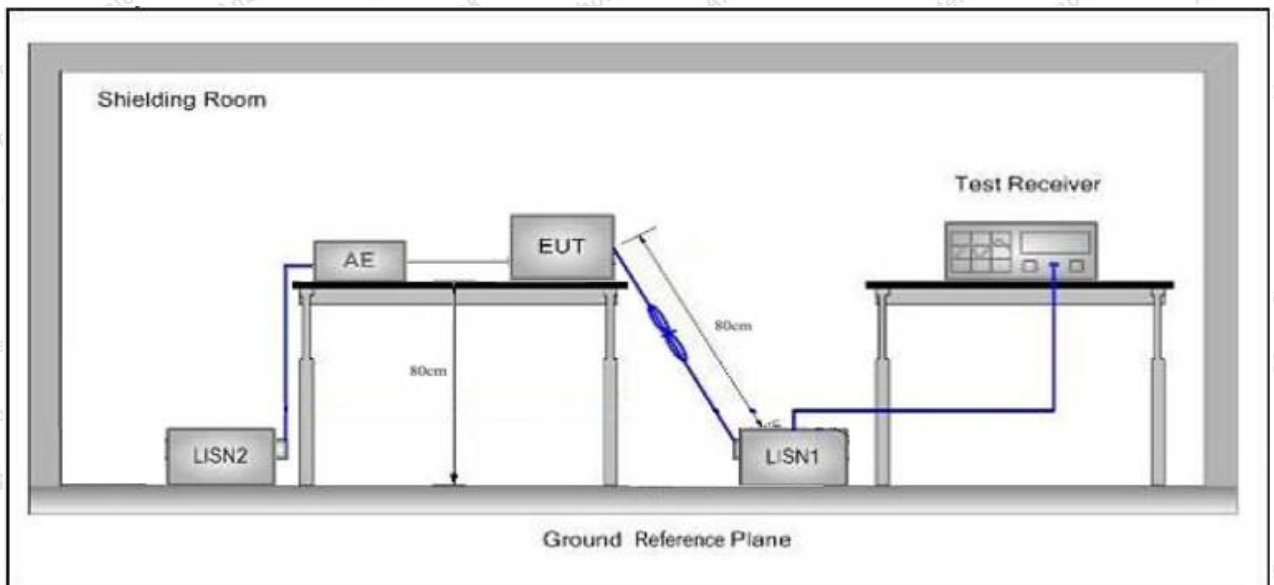 Shielding Room
Test Receiver
EUT
AE
80cm
80cm
LISN2
LISN1
Ground Reference Plane